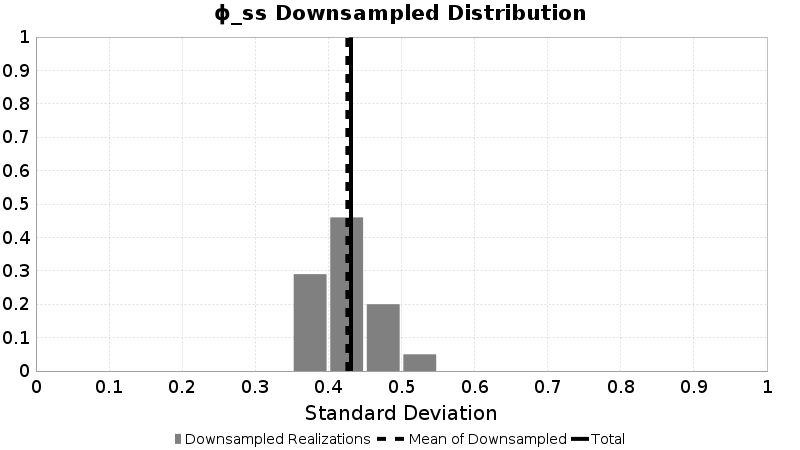 ϕ_ss Downsampled Distribution
1
0.9
0.8
0.7
0.6
0.5
0.4
0.3
0.2
0.1
0
0 0.1 0.2 0.3 0.4 0.5 0.6 0.7 0.8 0.9 1
Standard Deviation
Downsampled Realizations Mean of Downsampled Total